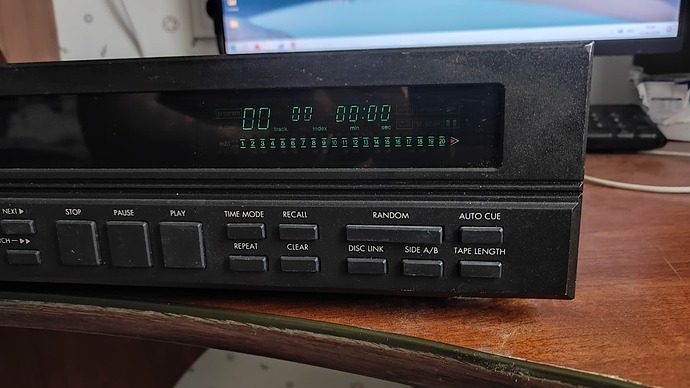 00 00 00:00
track index min sec
1 2 3 4 5 6 7 8 9 10 11 12 13 14 15 16 17 18 19 20
NEXT STOP PAUSE PLAY TIME MODE RECALL RANDOM AUTO CUE
REPEAT CLEAR DISC LINK SIDE A/B TAPE LENGTH